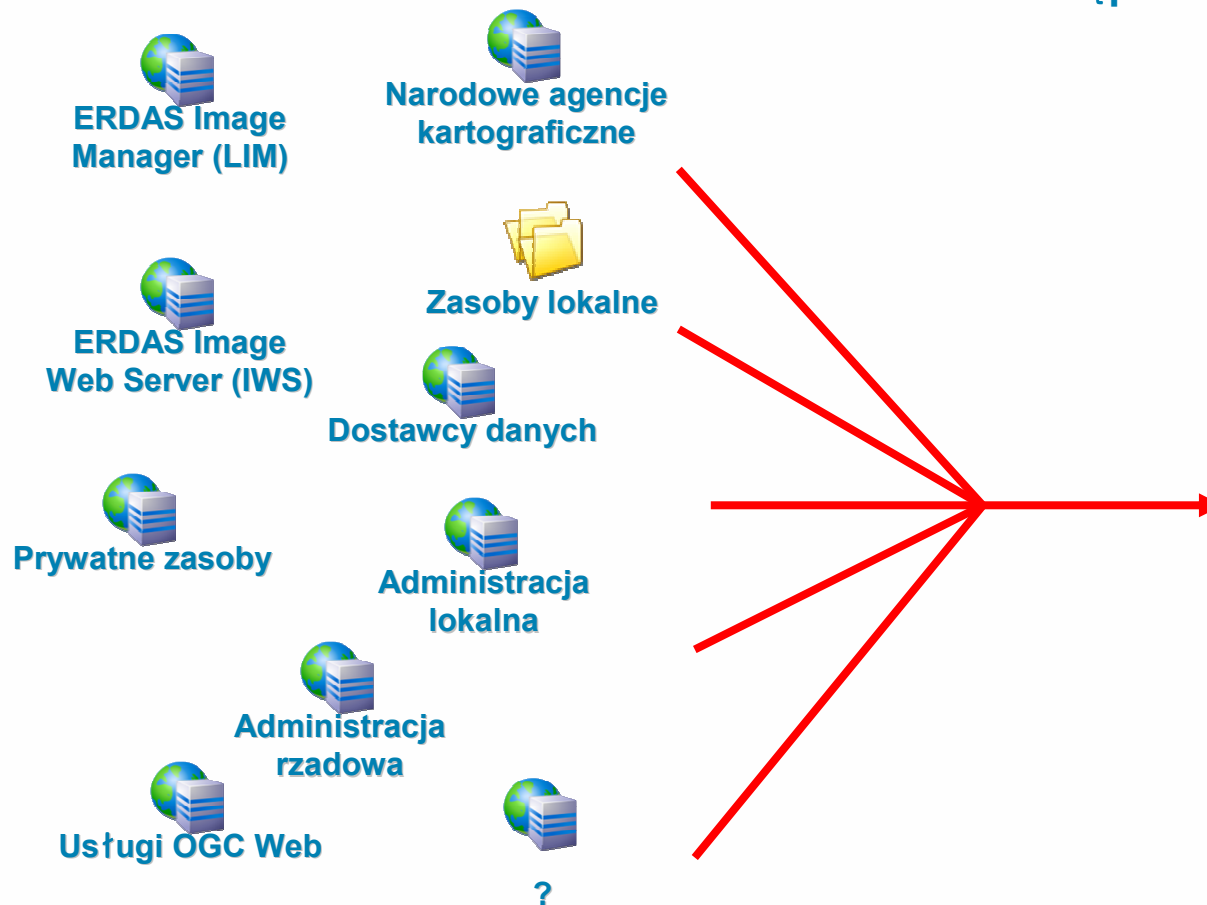 ERDAS Image
Manager (LIM)
Narodowe agencje
kartograficzne
Zasoby lokalne
ERDAS Image
Web Server (IWS)
Dostawcy danych
Prywatne zasoby
Administracja
lokalna
Administracja
rzadowa
Usługi OGC Web
?